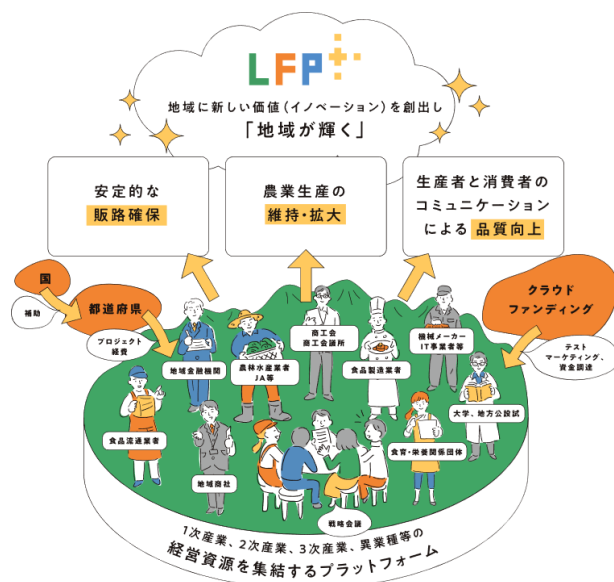 LFP
地域に新しい価値(イノベーション)を創出し
「地域が輝く」
安定的な
販路確保
農業生産の
維持・拡大
生産者と消費者の
コミュニケーション
による 品質向上
国
補助
都道府県
プロジェクト
経費
クラウド
ファンディング
テスト
マーケティング、
資金調達
地域金融機関
農林水産業者
JA等
商工会
商工会議所
食品製造業者
機械メーカー
IT事業者等
大学、地方公設試
食品流通業者
地域商社
戦略会議
食育・栄養関係団体
1次産業、2次産業、3次産業、異業種等の
経営資源を集結するプラットフォーム